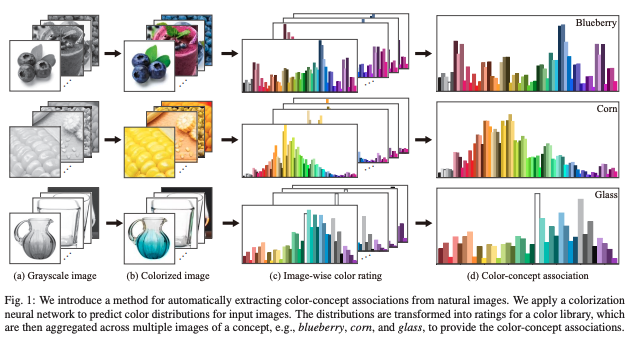 Blueberry
Corn
Glass
(a) Grayscale image (b) Colorized image (c) Image-wise color rating (d) Color-concept association
Fig. 1: We introduce a method for automatically extracting color-concept associations from natural images. We apply a colorization
neural network to predict color distributions for input images. The distributions are transformed into ratings for a color library, which
are then aggregated across multiple images of a concept, e.g., blueberry, corn, and glass, to provide the color-concept associations.